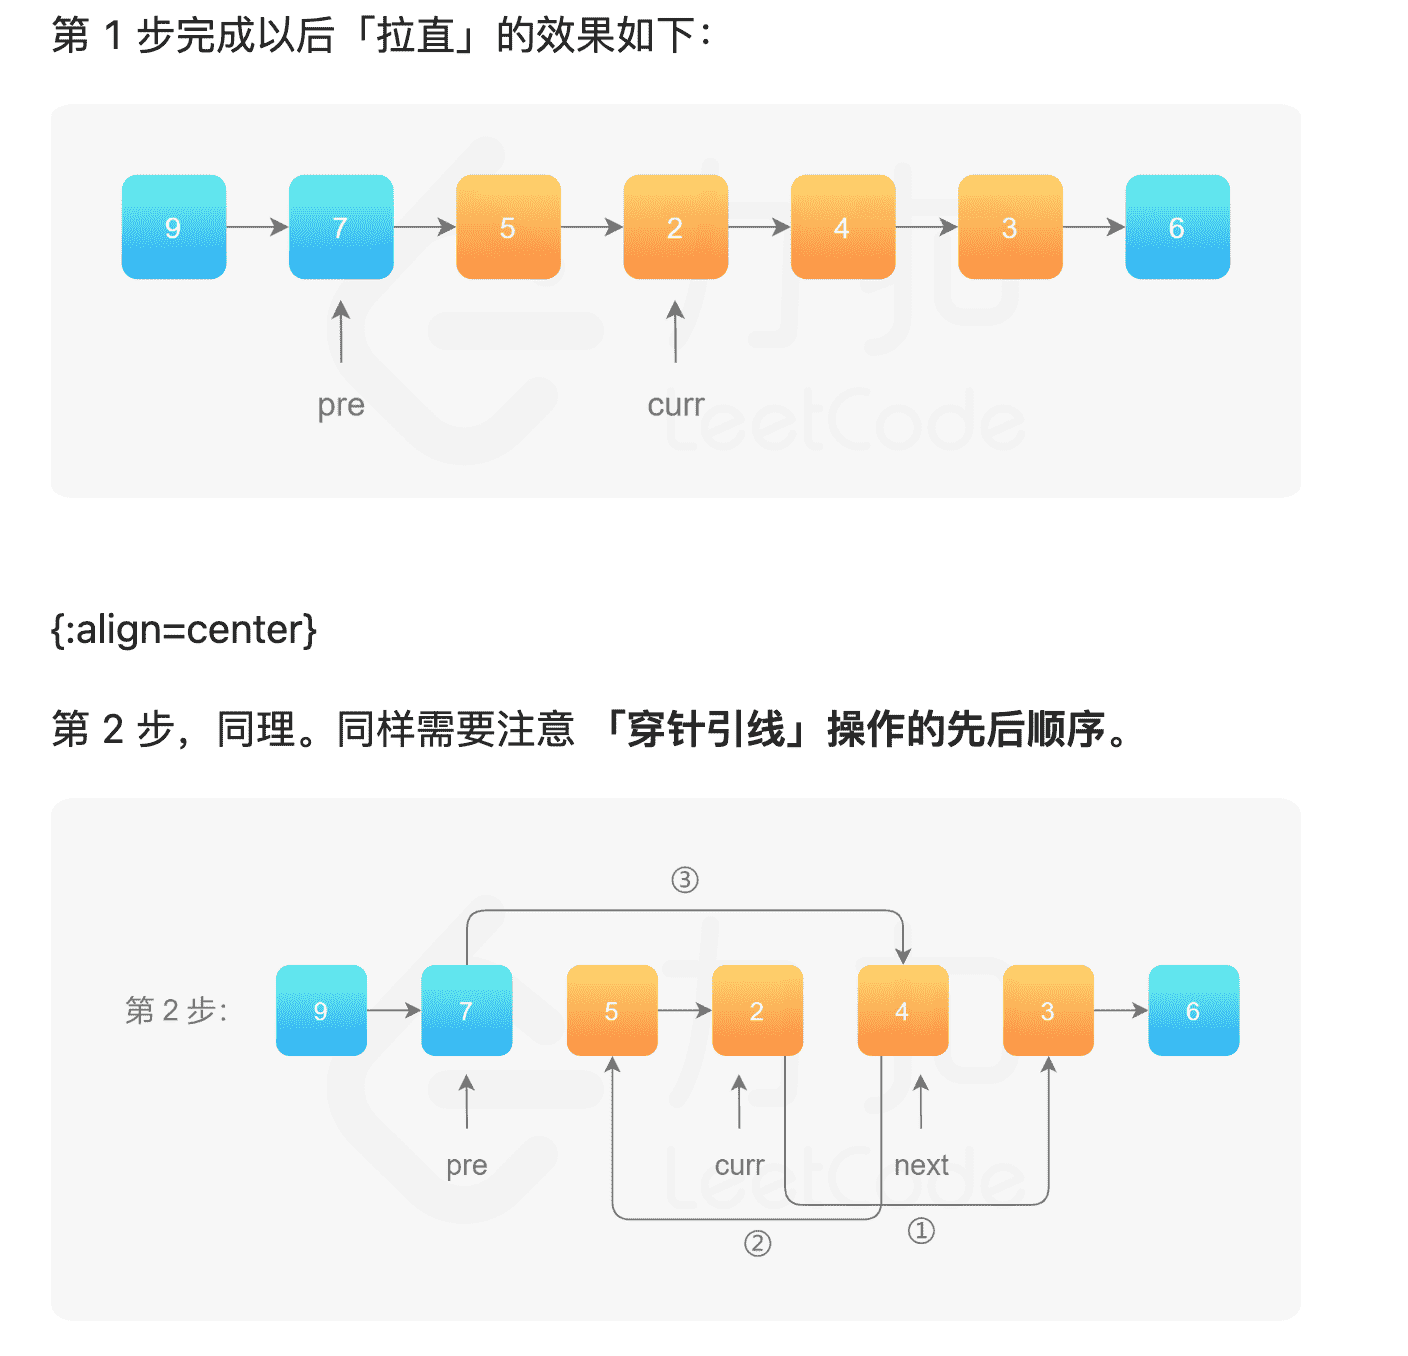 第 1 步完成以后「拉直」的效果如下：
9 7 5 2 4 3 6
pre curr
力扣
LeetCode
{:align=center}
第 2 步，同理。同样需要注意 「穿针引线」操作的先后顺序。
③
第 2 步： 9 7 5 2 4 3 6
pre curr next
② ①
力扣
LeetCode